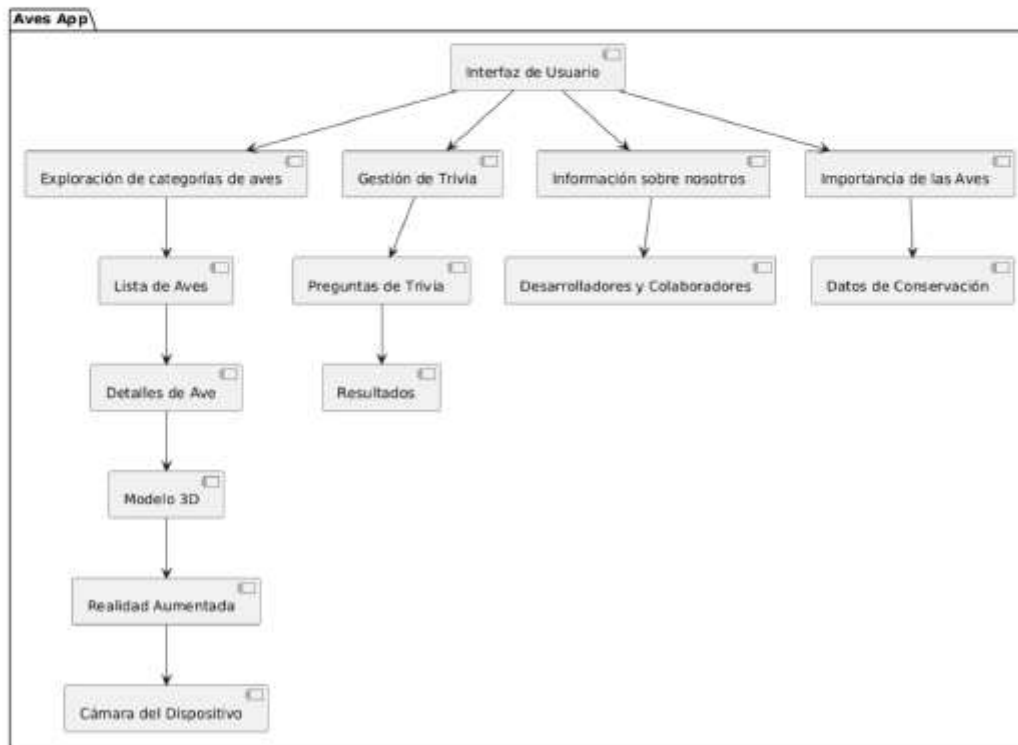 Aves App
Interfaz de Usuario
Exploración de categorías de aves
Gestión de Trivia
Información sobre nosotros
Importancia de las Aves
Lista de Aves
Preguntas de Trivia
Desarrolladores y Colaboradores
Datos de Conservación
Detalles de Ave
Resultados
Modelo 3D
Realidad Aumentada
Cámara del Dispositivo